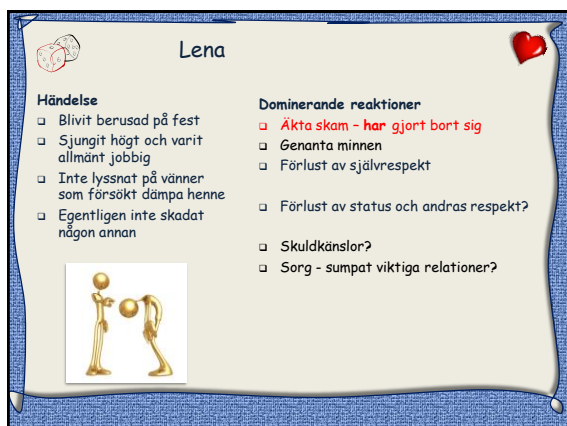 Lena
Händelse
Blivit berusad på fest
Sjungit högt och varit
allmänt jobbig
Inte lyssnat på vänner
som försökt dämpa henne
Egentligen inte skadat
någon annan
Dominerande reaktioner
Äkta skam – har gjort bort sig
Genanta minnen
Förlust av självrespekt
Förlust av status och andras respekt?
Skuldkänslor?
Sorg - sumpat viktiga relationer?